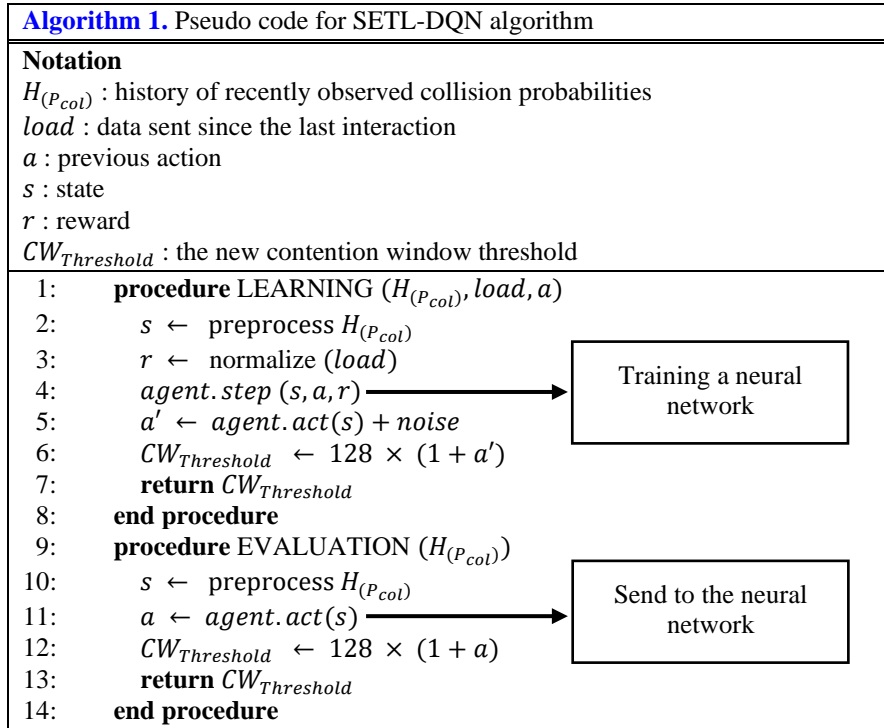 Algorithm 1. Pseudo code for SETL-DQN algorithm
Notation
H_(P_col) : history of recently observed collision probabilities
load : data sent since the last interaction
a : previous action
s : state
r : reward
CW_Threshold : the new contention window threshold
1: procedure LEARNING (H_(P_col), load, a)
2: s ← preprocess H_(P_col)
3: r ← normalize (load)
4: agent.step (s, a, r)
5: a′ ← agent.act(s) + noise
6: CW_Threshold ← 128 × (1 + a′)
7: return CW_Threshold
8: end procedure
Training a neural
network
9: procedure EVALUATION (H_(P_col))
10: s ← preprocess H_(P_col)
11: a ← agent.act(s)
12: CW_Threshold ← 128 × (1 + a)
13: return CW_Threshold
14: end procedure
Send to the neural
network